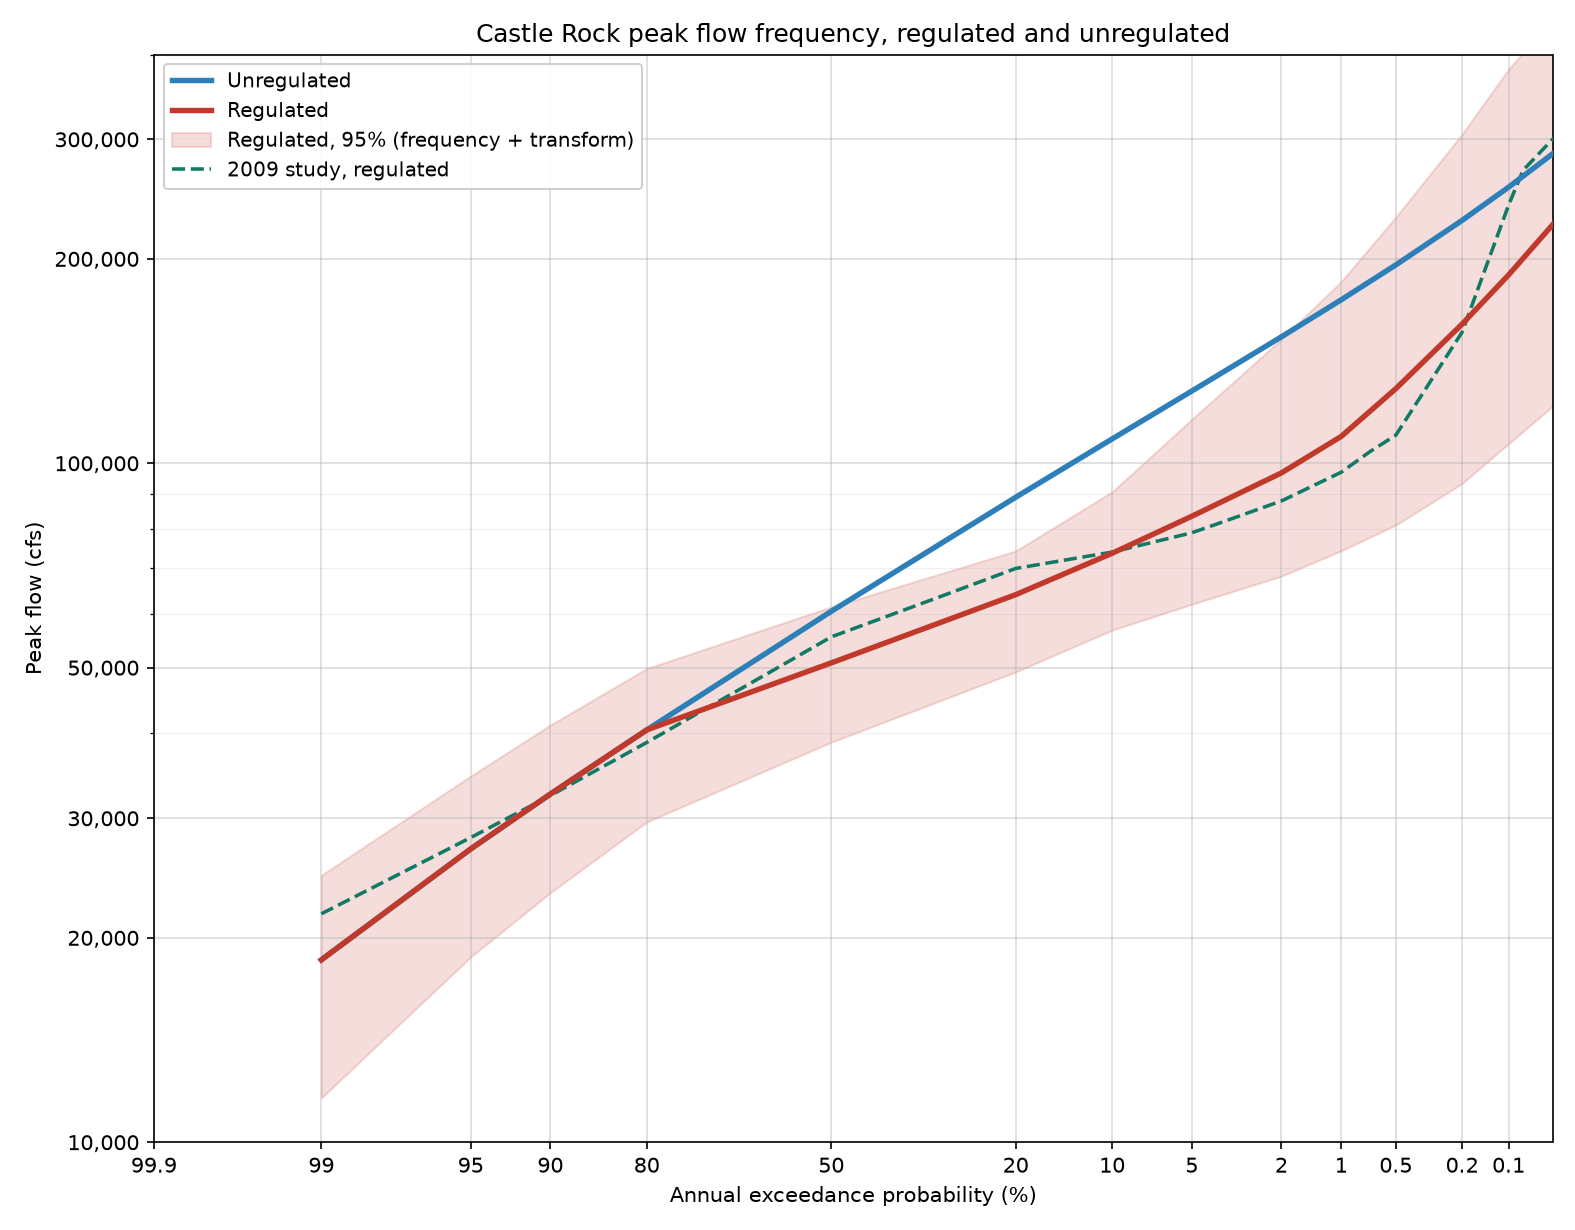 Castle Rock peak flow frequency, regulated and unregulated
Unregulated
Regulated
Regulated, 95% (frequency + transform)
2009 study, regulated
Peak flow (cfs)
300,000
200,000
100,000
50,000
30,000
20,000
10,000
99.9 99 95 90 80 50 20 10 5 2 1 0.5 0.2 0.1
Annual exceedance probability (%)